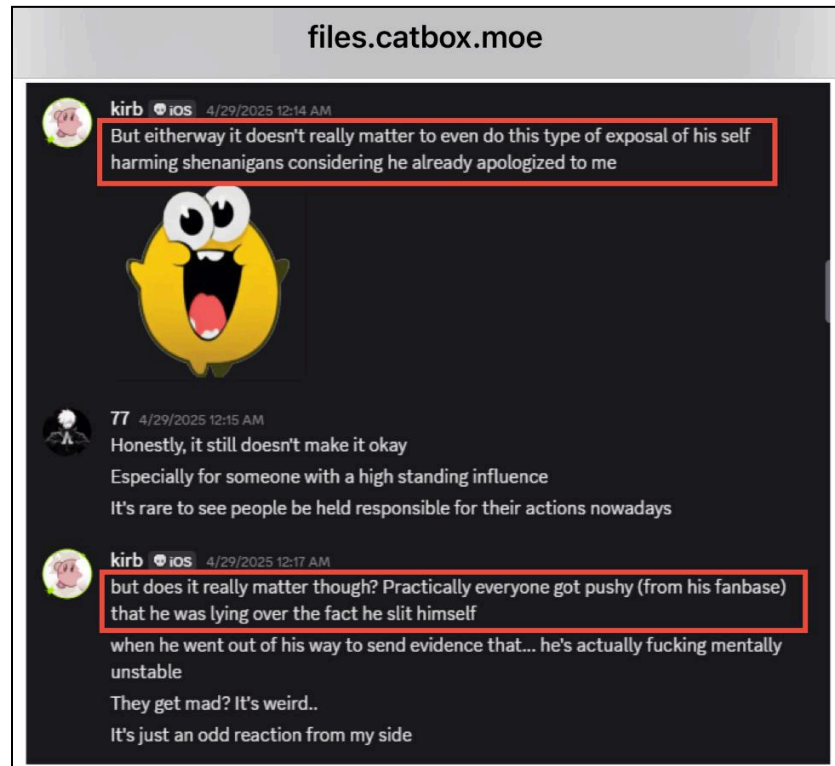 files.catbox.moe
kirb iOS 4/29/2025 12:14 AM
But eitherway it doesn't really matter to even do this type of exposal of his self
harming shenanigans considering he already apologized to me
77 4/29/2025 12:15 AM
Honestly, it still doesn't make it okay
Especially for someone with a high standing influence
It's rare to see people be held responsible for their actions nowadays
kirb iOS 4/29/2025 12:17 AM
but does it really matter though? Practically everyone got pushy (from his fanbase)
that he was lying over the fact he slit himself
when he went out of his way to send evidence that... he's actually fucking mentally
unstable
They get mad? It's weird..
It's just an odd reaction from my side